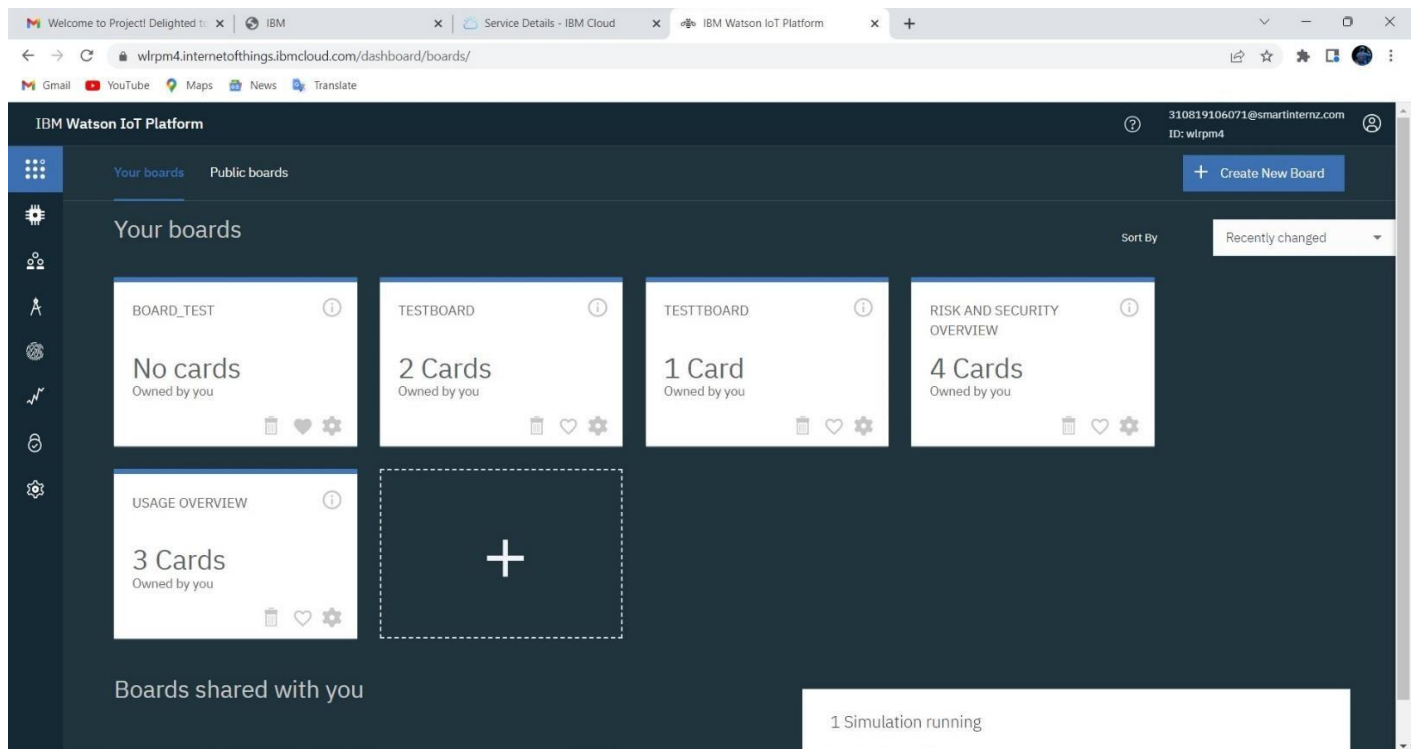 Welcome to Project! Delighted to
IBM
Service Details - IBM Cloud
IBM Watson IoT Platform
wlrpm4.internetofthings.ibmcloud.com/dashboard/boards/
Gmail
YouTube
Maps
News
Translate
IBM Watson IoT Platform
310819106071@smartinternz.com
ID: wlrpm4
Your boards
Public boards
+ Create New Board
Your boards
Sort By
Recently changed
BOARD_TEST
No cards
Owned by you
TESTBOARD
2 Cards
Owned by you
TESTTBOARD
1 Card
Owned by you
RISK AND SECURITY
OVERVIEW
4 Cards
Owned by you
USAGE OVERVIEW
3 Cards
Owned by you
Boards shared with you
1 Simulation running